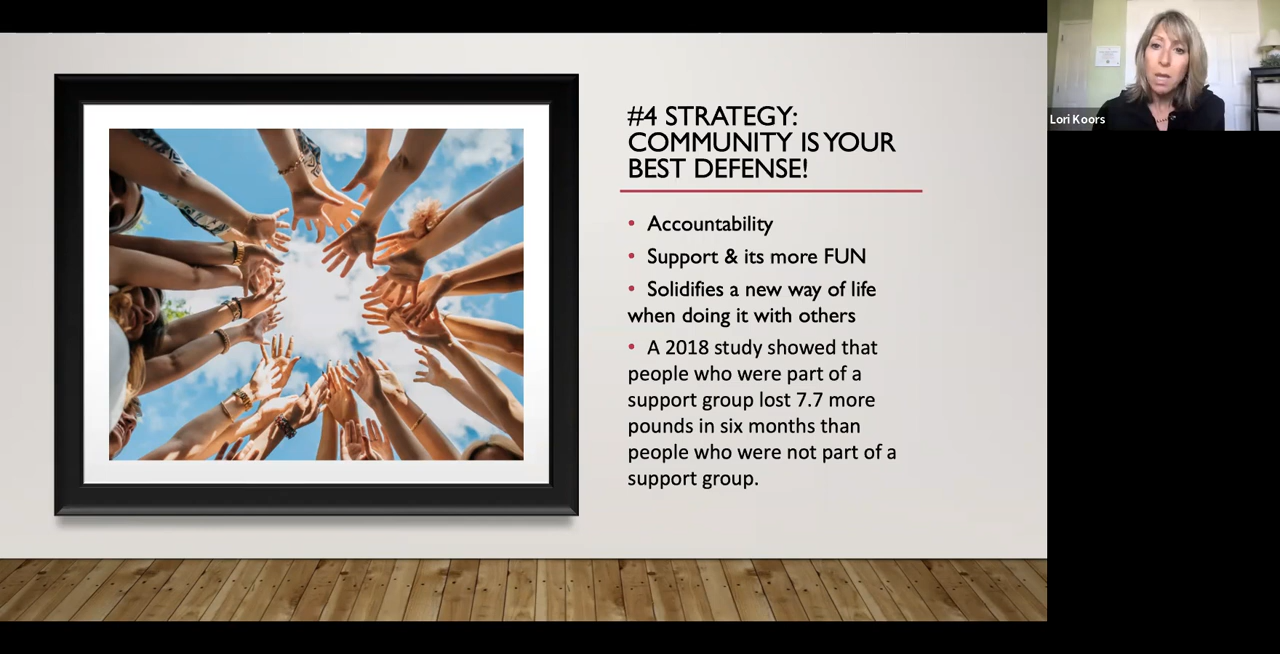 #4 STRATEGY:
COMMUNITY IS YOUR
BEST DEFENSE!
• Accountability
• Support & its more FUN
• Solidifies a new way of life
when doing it with others
• A 2018 study showed that
people who were part of a
support group lost 7.7 more
pounds in six months than
people who were not part of a
support group.
Lori Koors